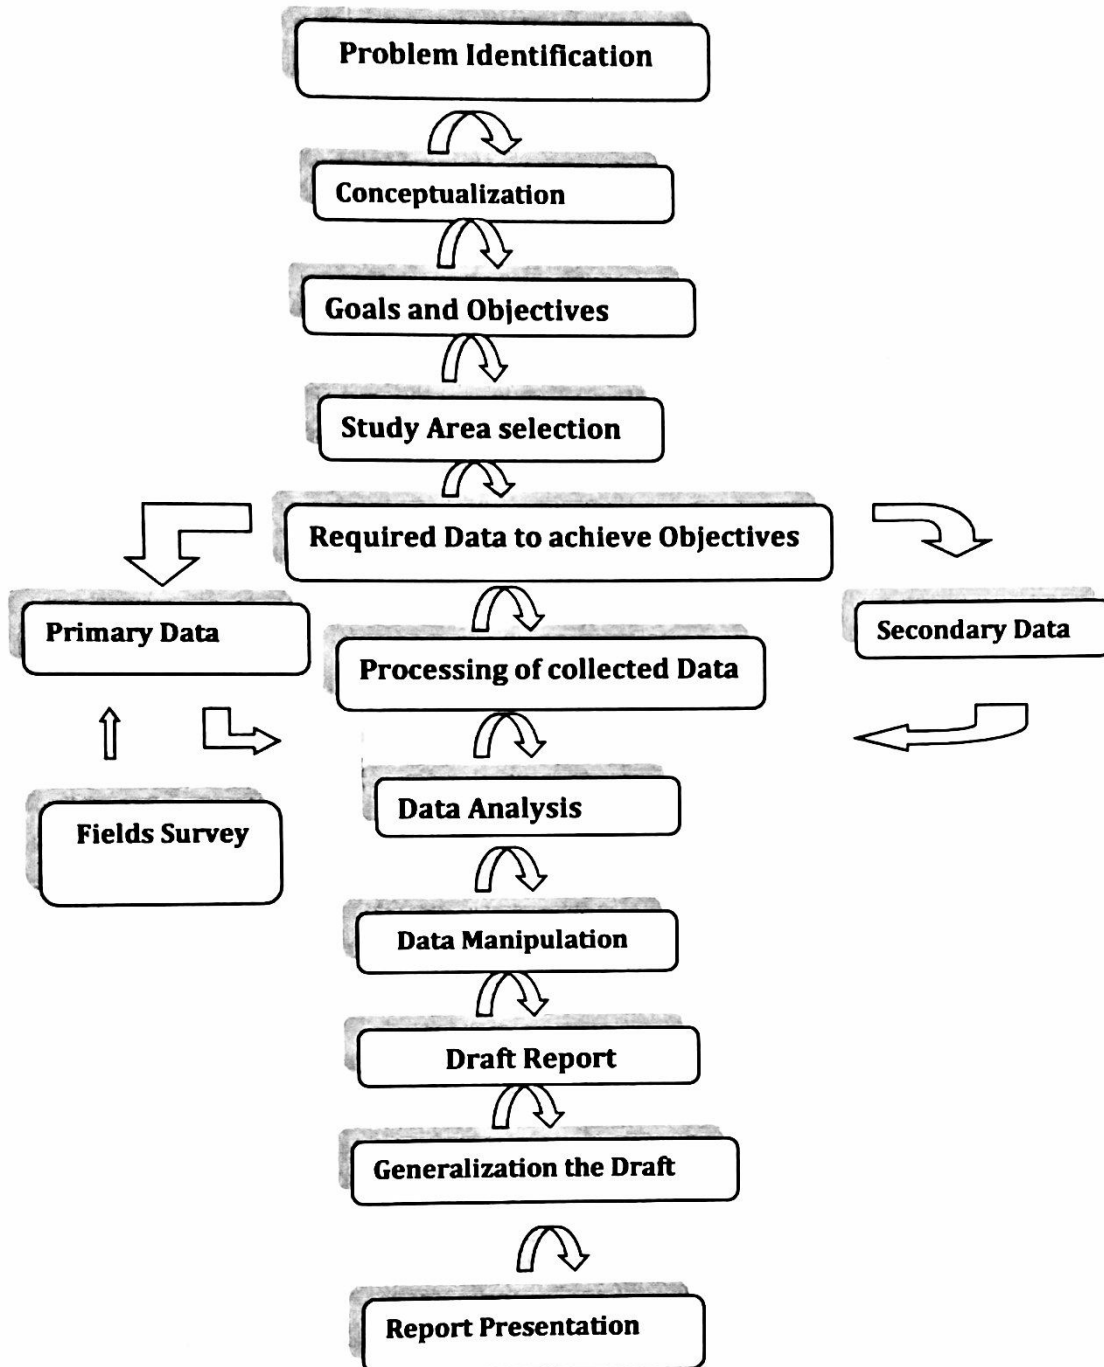 Problem Identification
Conceptualization
Goals and Objectives
Study Area selection
Required Data to achieve Objectives
Primary Data
Secondary Data
Processing of collected Data
Fields Survey
Data Analysis
Data Manipulation
Draft Report
Generalization the Draft
Report Presentation